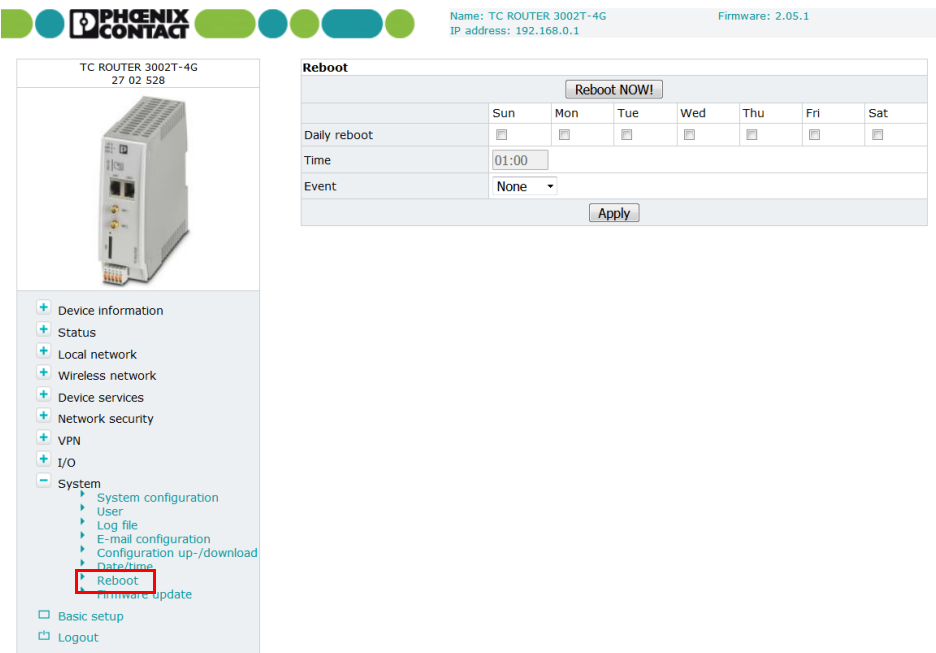 PHŒNIX
CONTACT
Name: TC ROUTER 3002T-4G Firmware: 2.05.1
IP address: 192.168.0.1
TC ROUTER 3002T-4G
27 02 528
Reboot
Reboot NOW!
Sun Mon Tue Wed Thu Fri Sat
Daily reboot
Time 01:00
Event None
Apply
Device information
Status
Local network
Wireless network
Device services
Network security
VPN
I/O
System
System configuration
User
Log file
E-mail configuration
Configuration up-/download
Date/time
Reboot
Firmware update
Basic setup
Logout